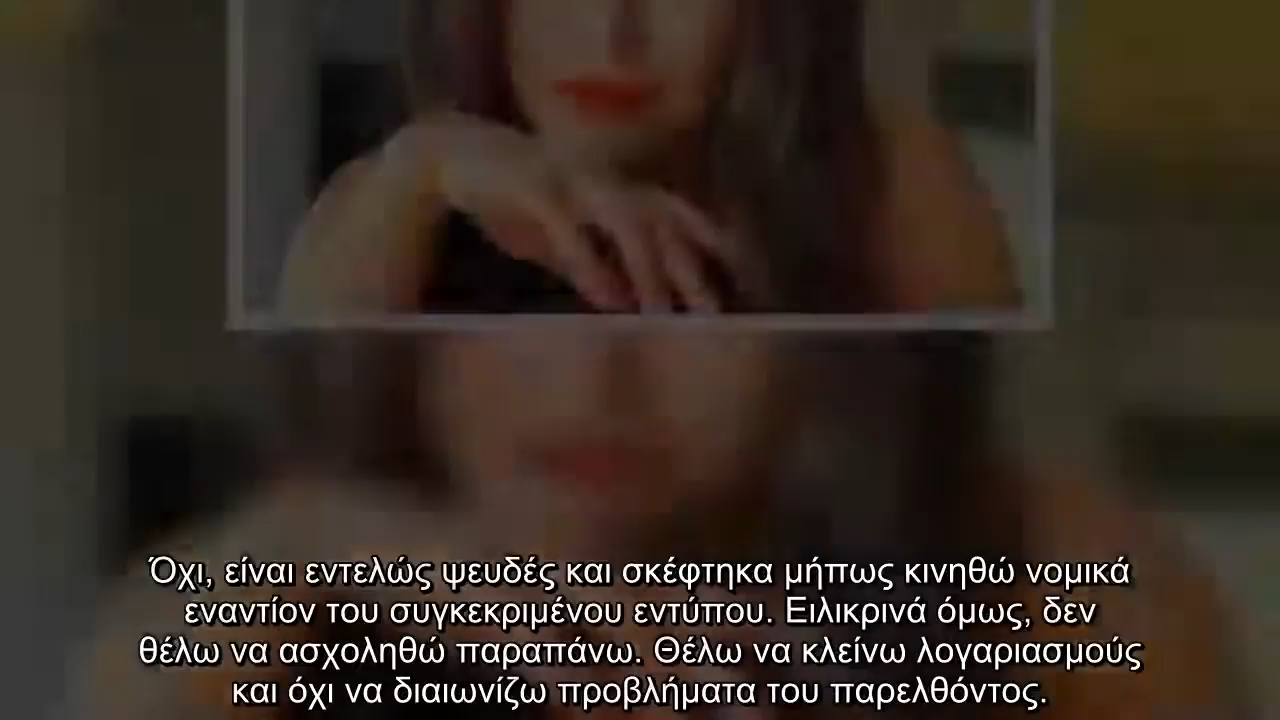 Όχι, είναι εντελώς ψευδές και σκέφτηκα μήπως κινηθώ νομικά
εναντίον του συγκεκριμένου εντύπου. Ειλικρινά όμως, δεν
θέλω να ασχοληθώ παραπάνω. Θέλω να κλείνω λογαριασμούς
και όχι να διαιωνίζω προβλήματα του παρελθόντος.